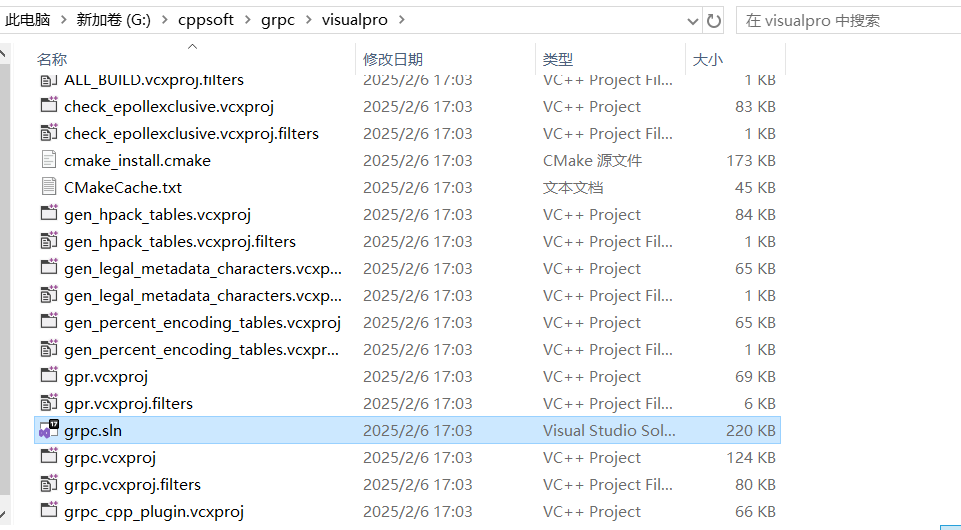 此电脑 > 新加卷 (G:) > cppsoft > grpc > visualpro >
在 visualpro 中搜索
名称 修改日期 类型 大小
ALL_BUILD.vcxproj.filters 2025/2/6 17:03 VC++ Project Fil... 1 KB
check_epollexclusive.vcxproj 2025/2/6 17:03 VC++ Project 83 KB
check_epollexclusive.vcxproj.filters 2025/2/6 17:03 VC++ Project Fil... 1 KB
cmake_install.cmake 2025/2/6 17:03 CMake 源文件 173 KB
CMakeCache.txt 2025/2/6 17:03 文本文档 45 KB
gen_hpack_tables.vcxproj 2025/2/6 17:03 VC++ Project 84 KB
gen_hpack_tables.vcxproj.filters 2025/2/6 17:03 VC++ Project Fil... 1 KB
gen_legal_metadata_characters.vcxp... 2025/2/6 17:03 VC++ Project 65 KB
gen_legal_metadata_characters.vcxp... 2025/2/6 17:03 VC++ Project Fil... 1 KB
gen_percent_encoding_tables.vcxproj 2025/2/6 17:03 VC++ Project 65 KB
gen_percent_encoding_tables.vcxpr... 2025/2/6 17:03 VC++ Project Fil... 1 KB
gpr.vcxproj 2025/2/6 17:03 VC++ Project 69 KB
gpr.vcxproj.filters 2025/2/6 17:03 VC++ Project Fil... 6 KB
grpc.sln 2025/2/6 17:03 Visual Studio Sol... 220 KB
grpc.vcxproj 2025/2/6 17:03 VC++ Project 124 KB
grpc.vcxproj.filters 2025/2/6 17:03 VC++ Project Fil... 80 KB
grpc_cpp_plugin.vcxproj 2025/2/6 17:03 VC++ Project 66 KB